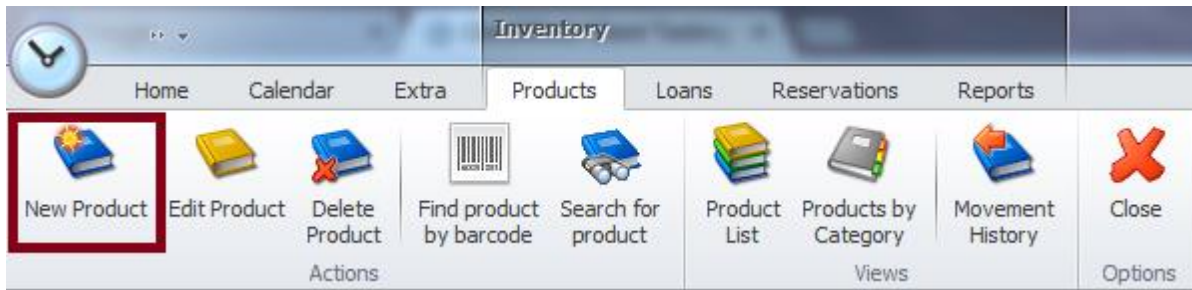 Inventory
Home Calendar Extra Products Loans Reservations Reports
New Product Edit Product Delete Find product Search for Product Products by Movement Close
Product by barcode product List Category History
Actions Views Options